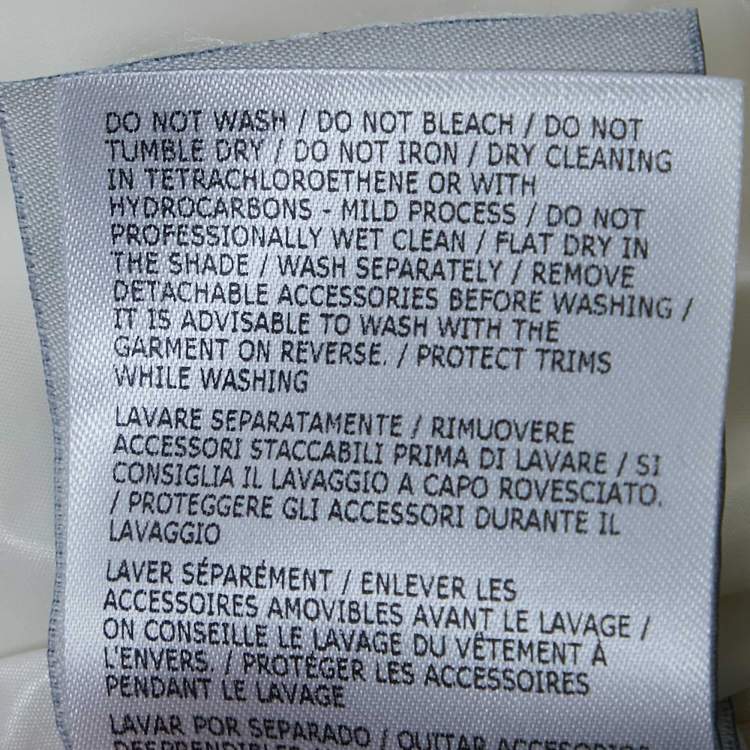 DO NOT WASH / DO NOT BLEACH / DO NOT
TUMBLE DRY / DO NOT IRON / DRY CLEANING
IN TETRACHLOROETHENE OR WITH
HYDROCARBONS - MILD PROCESS / DO NOT
PROFESSIONALLY WET CLEAN / FLAT DRY IN
THE SHADE / WASH SEPARATELY / REMOVE
DETACHABLE ACCESSORIES BEFORE WASHING /
IT IS ADVISABLE TO WASH WITH THE
GARMENT ON REVERSE. / PROTECT TRIMS
WHILE WASHING
LAVARE SEPARATAMENTE / RIMUOVERE
ACCESSORI STACCABILI PRIMA DI LAVARE / SI
CONSIGLIA IL LAVAGGIO A CAPO ROVESCIATO.
/ PROTEGGERE GLI ACCESSORI DURANTE IL
LAVAGGIO
LAVER SÉPARÉMENT / ENLEVER LES
ACCESSOIRES AMOVIBLES AVANT LE LAVAGE /
ON CONSEILLE LE LAVAGE DU VÊTEMENT À
L'ENVERS. / PROTÉGER LES ACCESSOIRES
PENDANT LE LAVAGE
LAVAR POR SEPARADO / QUITAR